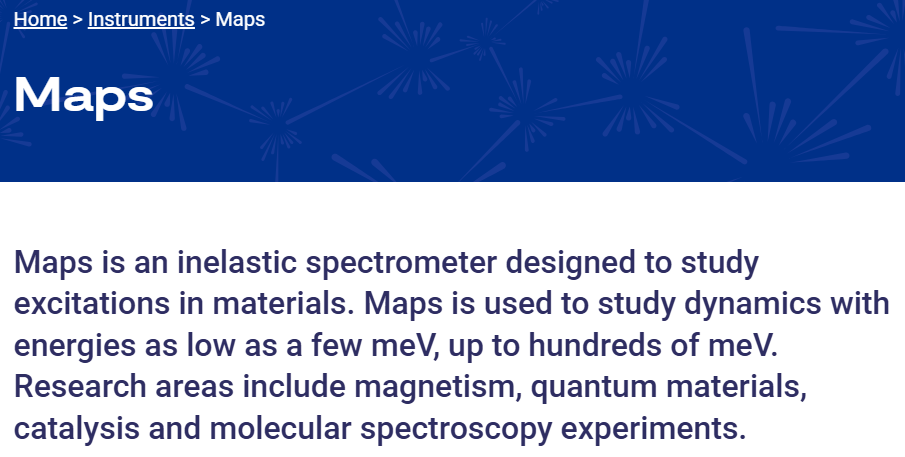 Home > Instruments > Maps
Maps
Maps is an inelastic spectrometer designed to study
excitations in materials. Maps is used to study dynamics with
energies as low as a few meV, up to hundreds of meV.
Research areas include magnetism, quantum materials,
catalysis and molecular spectroscopy experiments.